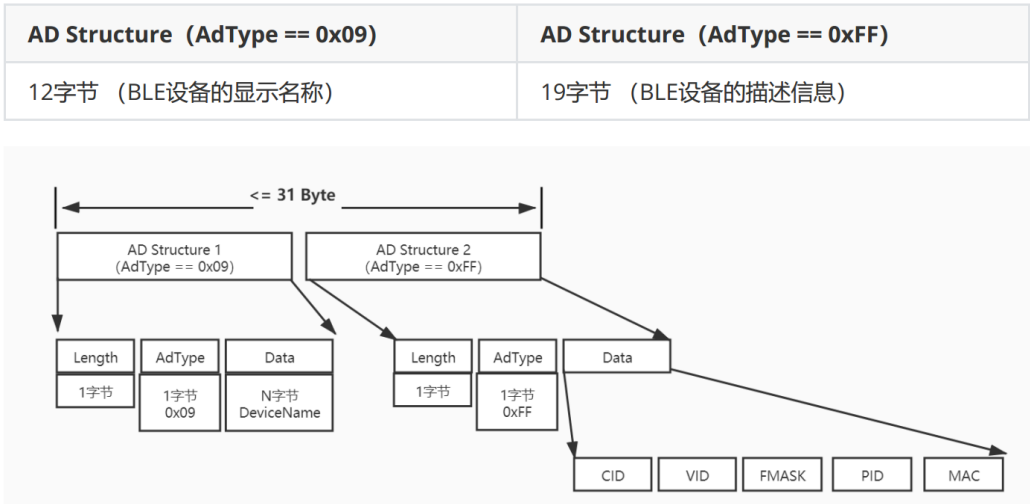 AD Structure（AdType == 0x09）
AD Structure（AdType == 0xFF）
12字节 （BLE设备的显示名称）
19字节 （BLE设备的描述信息）
<= 31 Byte
AD Structure 1
(AdType == 0x09)
AD Structure 2
(AdType == 0xFF)
Length
AdType
Data
1字节
1字节
0x09
N字节
DeviceName
Length
AdType
Data
1字节
1字节
0xFF
CID
VID
FMASK
PID
MAC